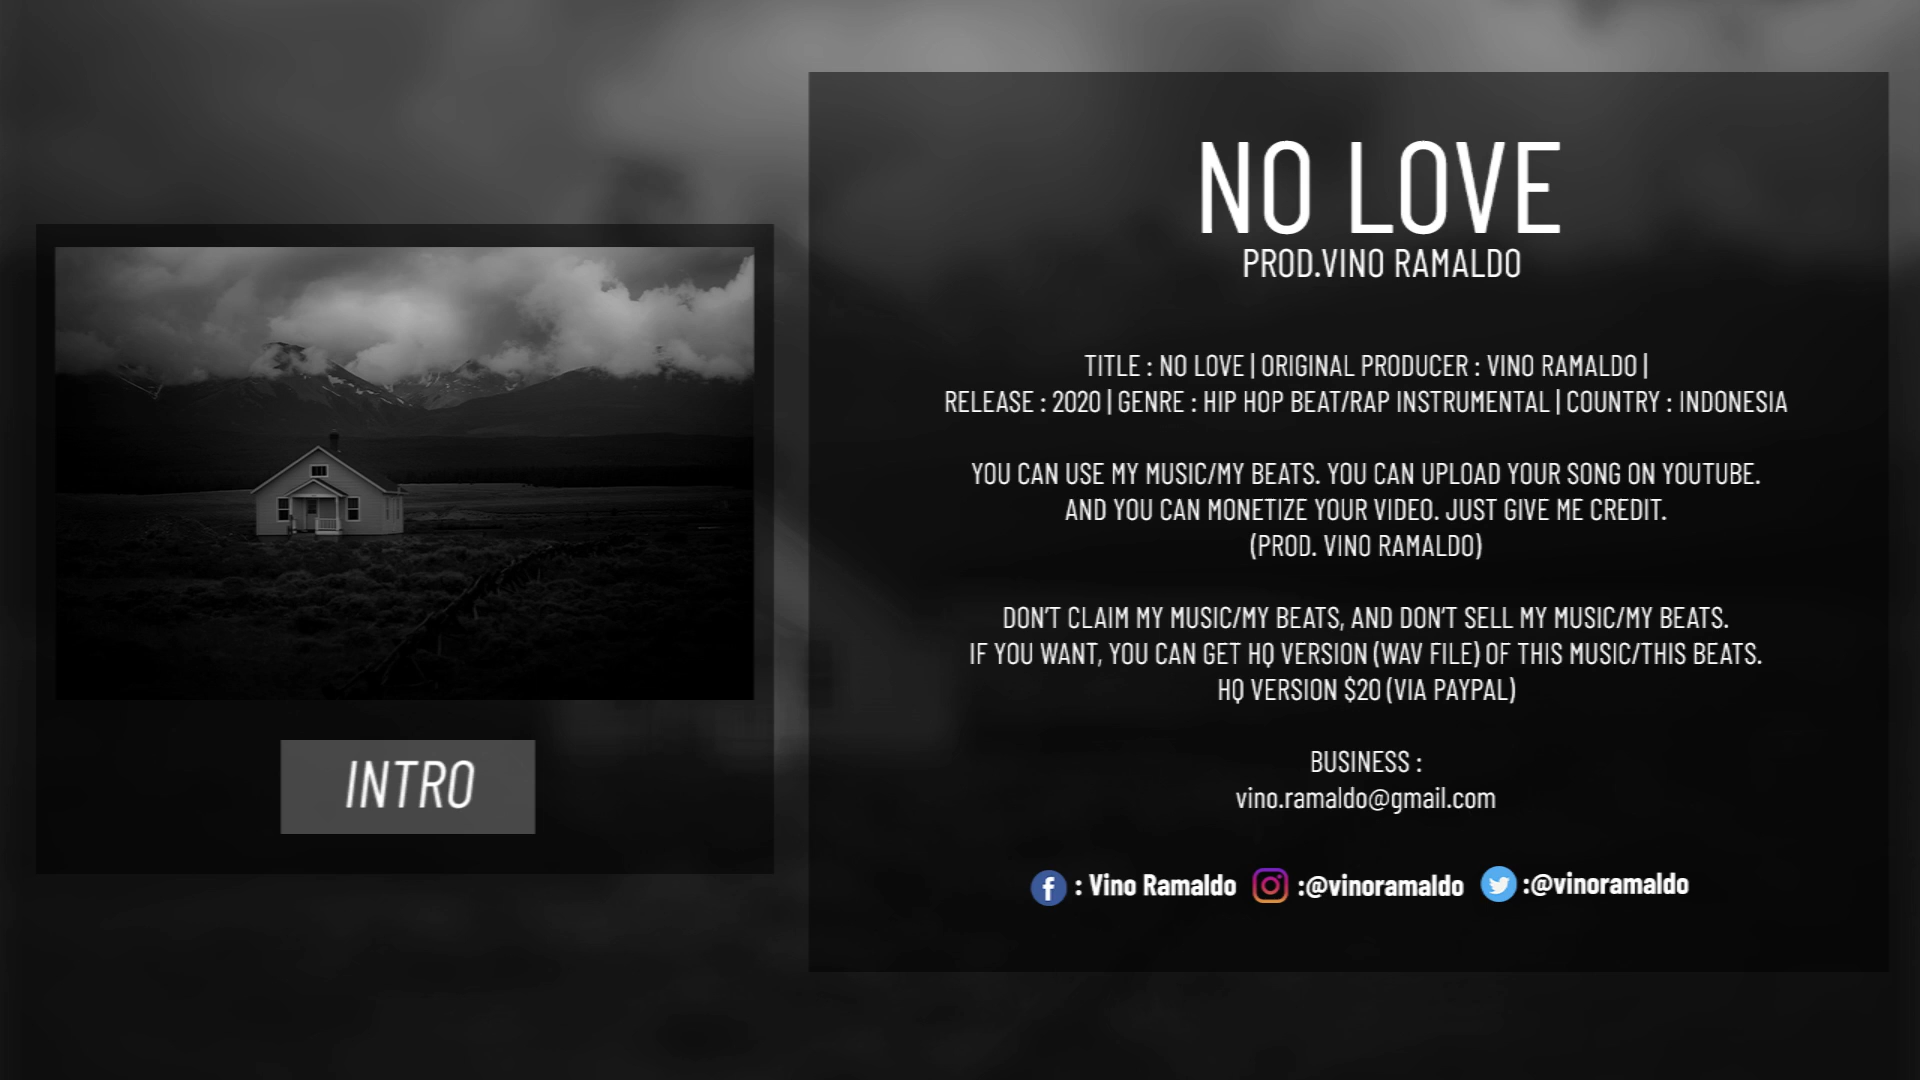 NO LOVE
PROD.VINO RAMALDO
TITLE : NO LOVE | ORIGINAL PRODUCER : VINO RAMALDO |
RELEASE : 2020 | GENRE : HIP HOP BEAT/RAP INSTRUMENTAL | COUNTRY : INDONESIA
YOU CAN USE MY MUSIC/MY BEATS. YOU CAN UPLOAD YOUR SONG ON YOUTUBE.
AND YOU CAN MONETIZE YOUR VIDEO. JUST GIVE ME CREDIT.
(PROD. VINO RAMALDO)
DON'T CLAIM MY MUSIC/MY BEATS, AND DON'T SELL MY MUSIC/MY BEATS.
IF YOU WANT, YOU CAN GET HQ VERSION (WAV FILE) OF THIS MUSIC/THIS BEATS.
HQ VERSION $20 (VIA PAYPAL)
BUSINESS :
vino.ramaldo@gmail.com
: Vino Ramaldo :@vinoramaldo :@vinoramaldo
INTRO